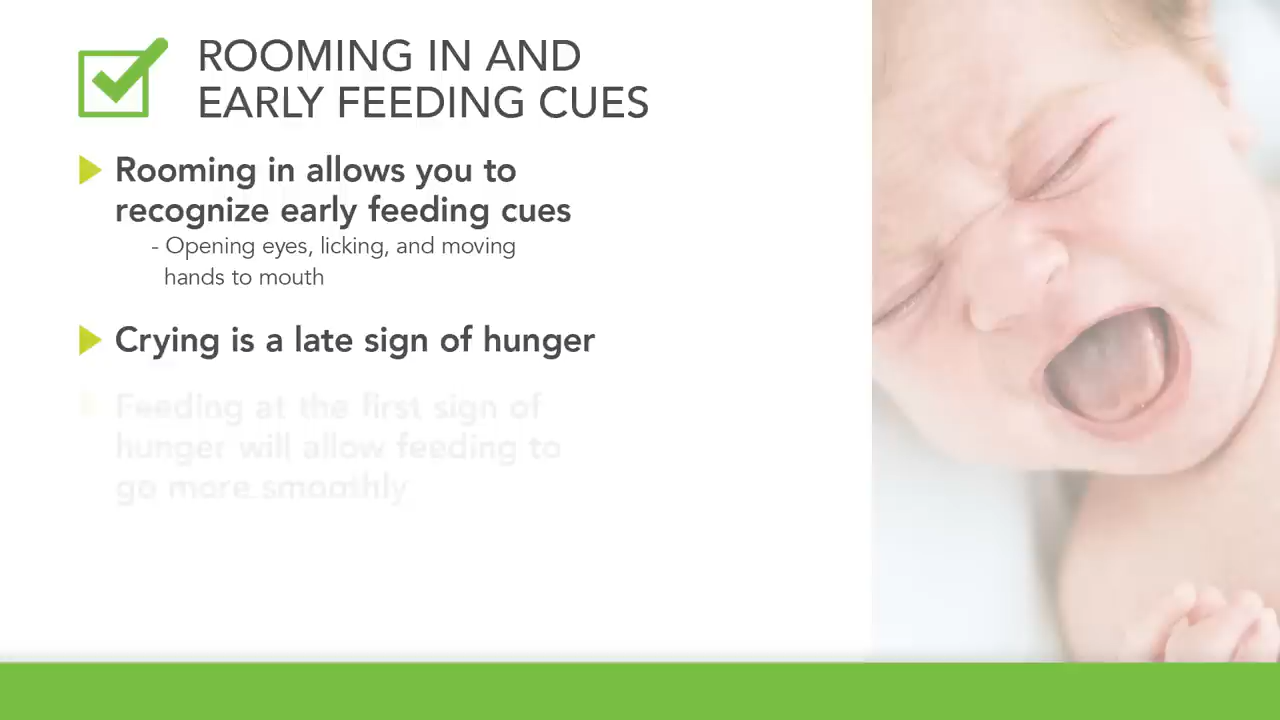 ROOMING IN AND
EARLY FEEDING CUES
Rooming in allows you to
recognize early feeding cues
- Opening eyes, licking, and moving
hands to mouth
Crying is a late sign of hunger
Feeding at the first sign of
hunger will allow feeding to
go more smoothly